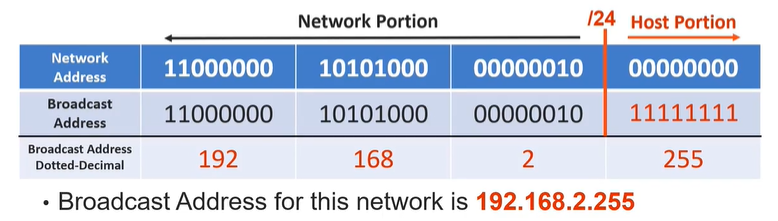 Network Portion /24 Host Portion
Network Address 11000000 10101000 00000010 00000000
Broadcast Address 11000000 10101000 00000010 11111111
Broadcast Address Dotted-Decimal 192 168 2 255
• Broadcast Address for this network is 192.168.2.255